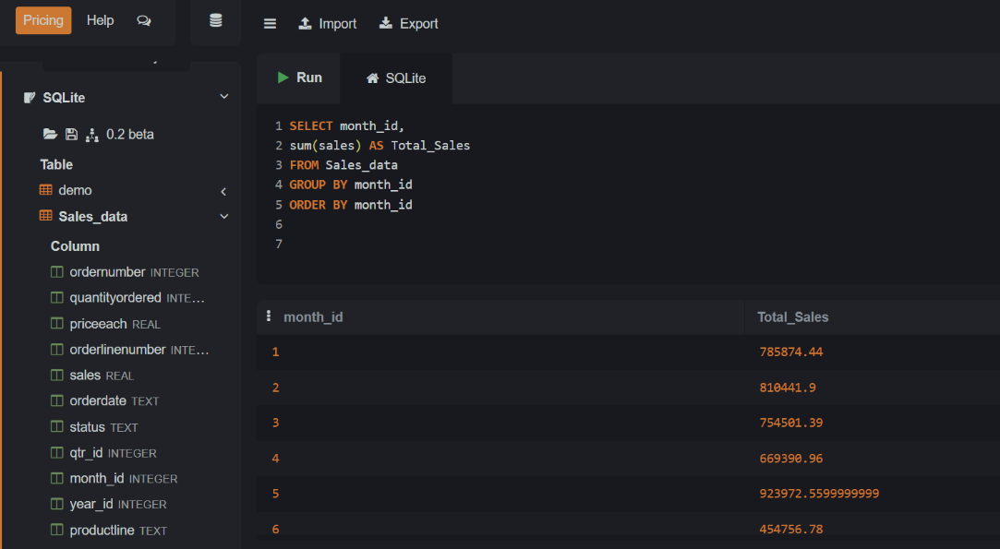 Pricing Help
Import Export
Run SQLite
SQLite
0.2 beta
Table
demo
Sales_data
Column
ordernumber INTEGER
quantityordered INTE...
priceeach REAL
orderlinenumber INTE...
sales REAL
orderdate TEXT
status TEXT
qtr_id INTEGER
month_id INTEGER
year_id INTEGER
productline TEXT
1 SELECT month_id,
2 sum(sales) AS Total_Sales
3 FROM Sales_data
4 GROUP BY month_id
5 ORDER BY month_id
6
7
month_id Total_Sales
1 785874.44
2 810441.9
3 754501.39
4 669390.96
5 923972.5599999999
6 454756.78